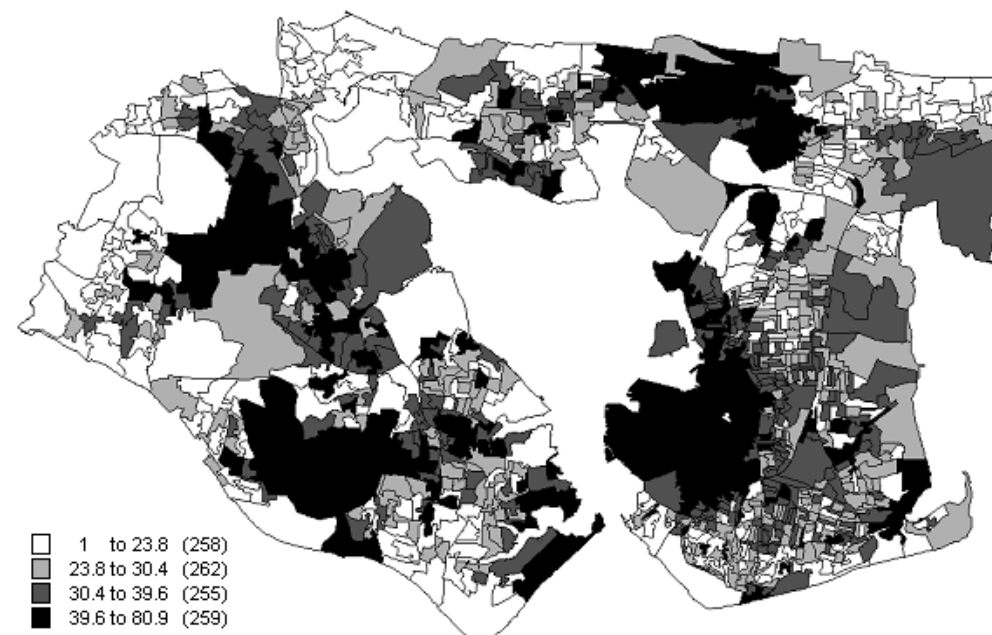 1 to 23.8 (258)
23.8 to 30.4 (262)
30.4 to 39.6 (255)
39.6 to 80.9 (259)